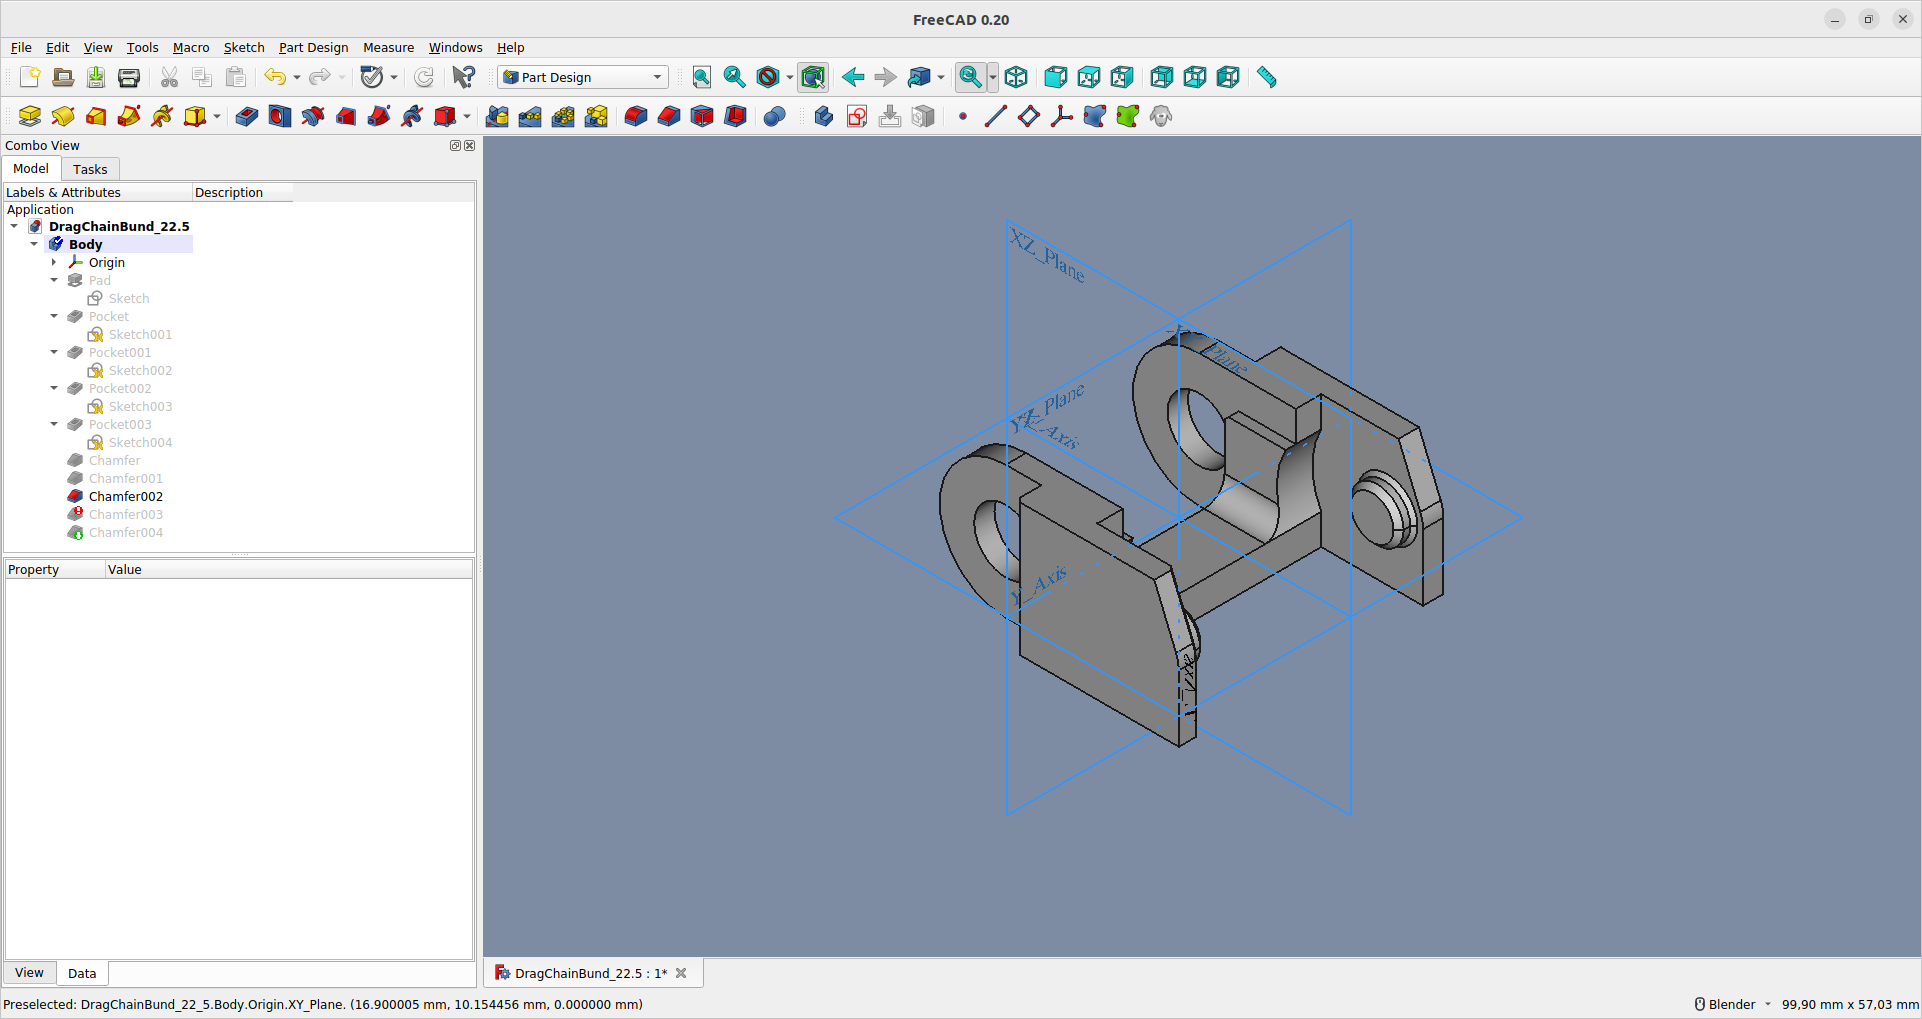 FreeCAD 0.20
File Edit View Tools Macro Sketch Part Design Measure Windows Help
Part Design
Combo View
Model Tasks
Labels & Attributes Description
Application
DragChainBund_22.5
Body
Origin
Pad
Sketch
Pocket
Sketch001
Pocket001
Sketch002
Pocket002
Sketch003
Pocket003
Sketch004
Chamfer
Chamfer001
Chamfer002
Chamfer003
Chamfer004
Property Value
View Data
XZ_Plane
YZ_Plane
Y_Axis
DragChainBund_22.5 : 1*
Preselected: DragChainBund_22_5.Body.Origin.XY_Plane. (16.900005 mm, 10.154456 mm, 0.000000 mm)
Blender 99,90 mm x 57,03 mm